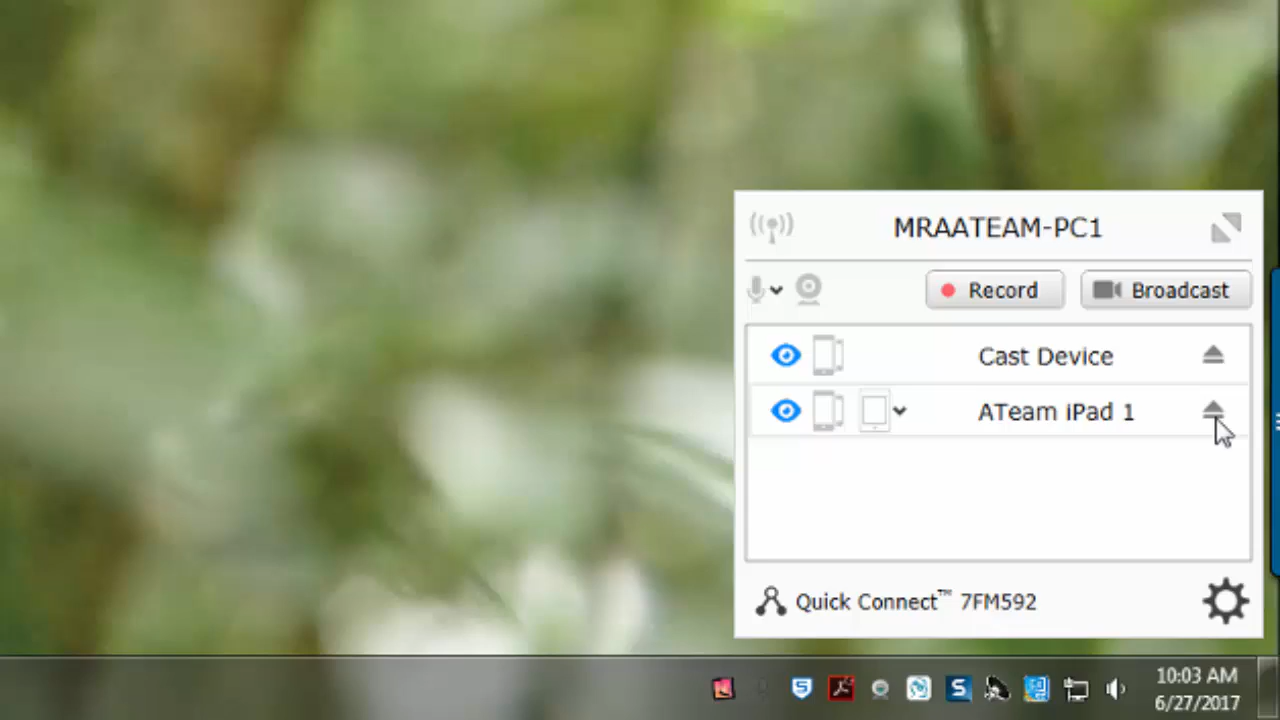 MRAATEAM-PC1
Record Broadcast
Cast Device
ATeam iPad 1
Quick Connect™ 7FM592
10:03 AM
6/27/2017